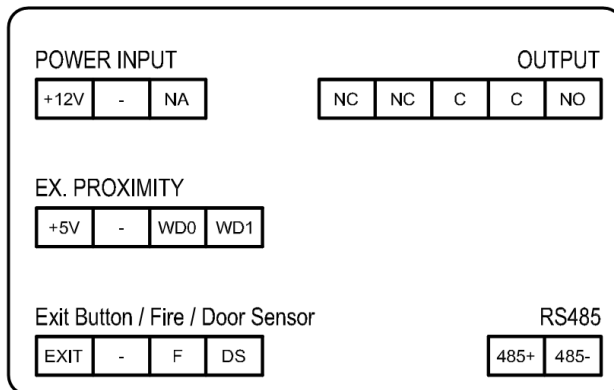 POWER INPUT OUTPUT
+12V - NA NC NC C C NO
EX. PROXIMITY
+5V - WD0 WD1
Exit Button / Fire / Door Sensor RS485
EXIT - F DS 485+ 485-